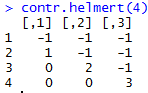 > contr.helmert(4)
[,1] [,2] [,3]
1 -1 -1 -1
2 1 -1 -1
3 0 2 -1
4 0 0 3